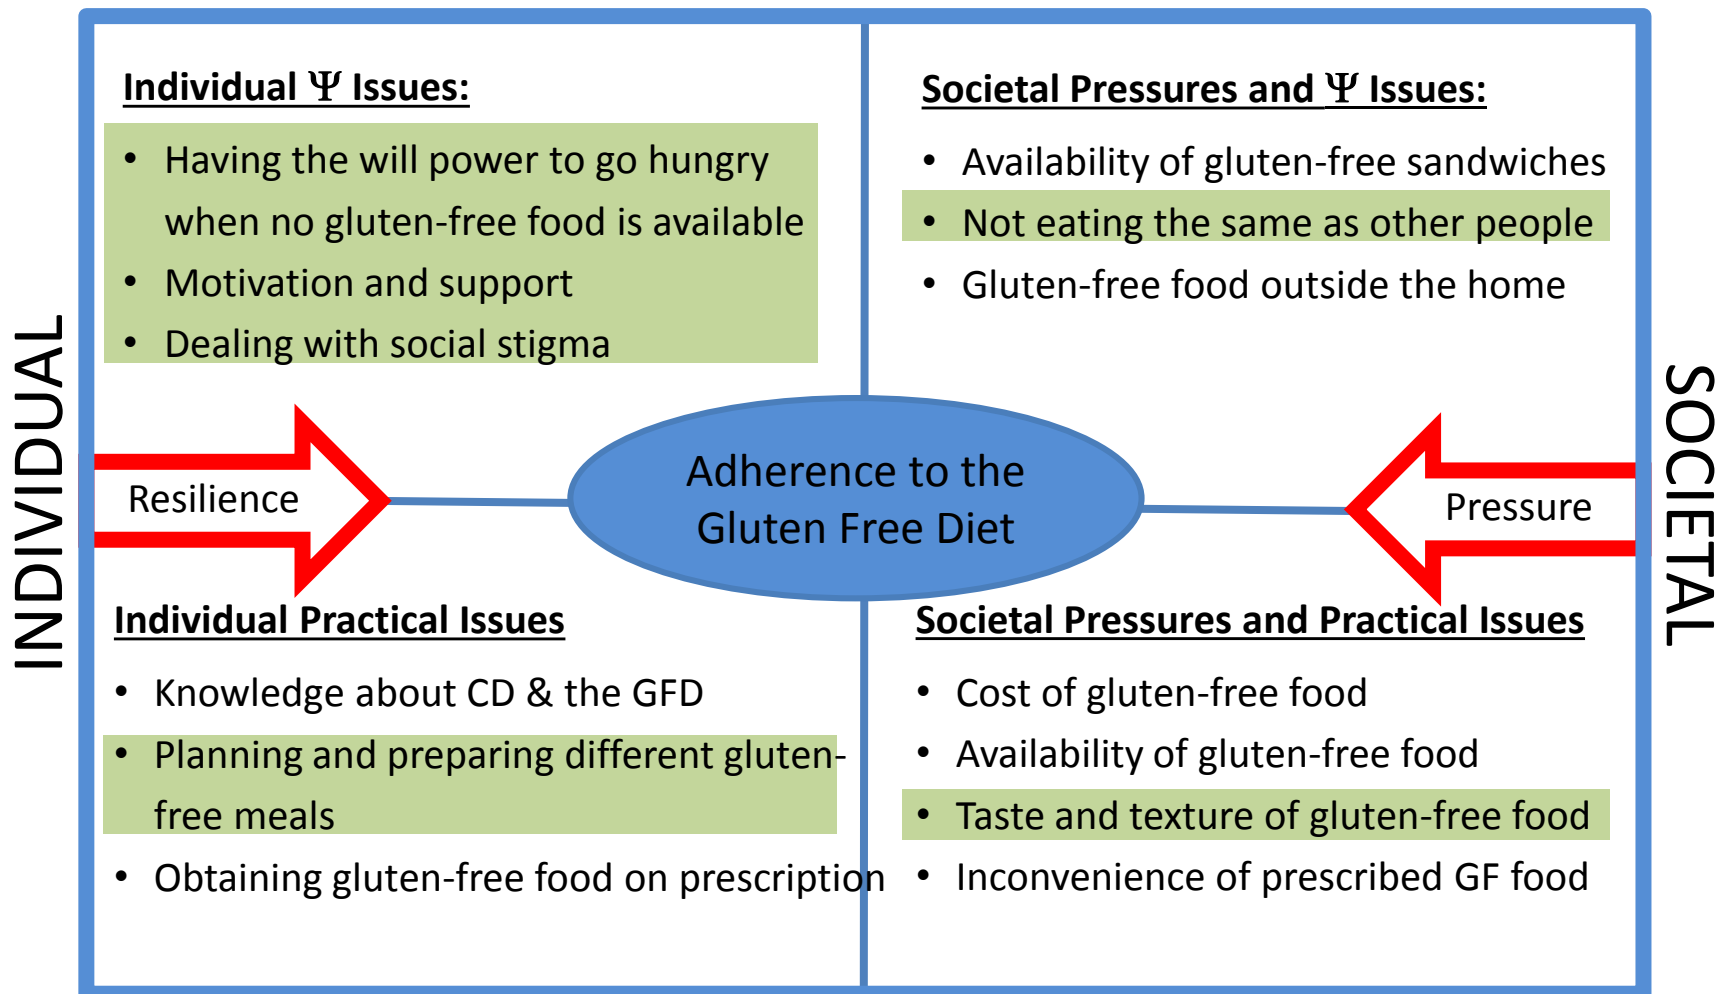 Individual Ψ Issues:
• Having the will power to go hungry
when no gluten-free food is available
• Motivation and support
• Dealing with social stigma
Societal Pressures and Ψ Issues:
• Availability of gluten-free sandwiches
• Not eating the same as other people
• Gluten-free food outside the home
INDIVIDUAL
Resilience
Adherence to the
Gluten Free Diet
Pressure
SOCIETAL
Individual Practical Issues
• Knowledge about CD & the GFD
• Planning and preparing different gluten-
free meals
• Obtaining gluten-free food on prescription
Societal Pressures and Practical Issues
• Cost of gluten-free food
• Availability of gluten-free food
• Taste and texture of gluten-free food
• Inconvenience of prescribed GF food